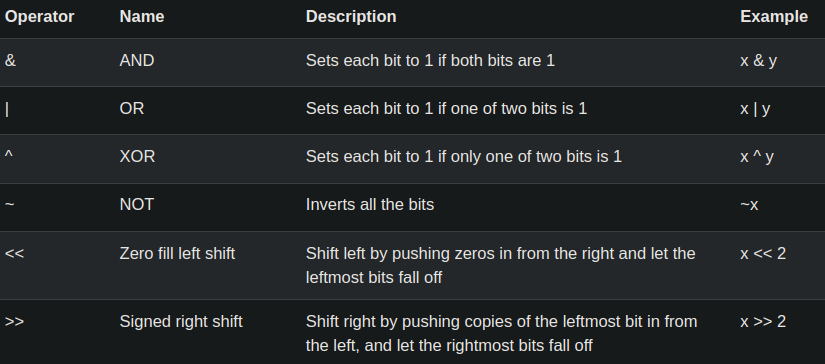 Operator Name Description Example
& AND Sets each bit to 1 if both bits are 1 x & y
| OR Sets each bit to 1 if one of two bits is 1 x | y
^ XOR Sets each bit to 1 if only one of two bits is 1 x ^ y
~ NOT Inverts all the bits ~x
<< Zero fill left shift Shift left by pushing zeros in from the right and let the x << 2
leftmost bits fall off
>> Signed right shift Shift right by pushing copies of the leftmost bit in from x >> 2
the left, and let the rightmost bits fall off